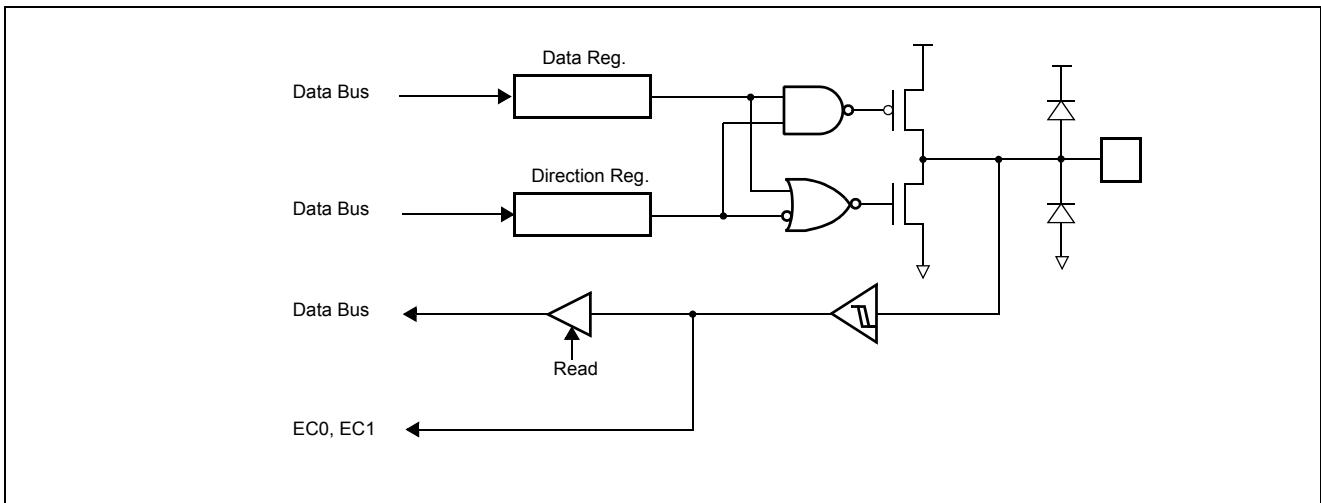 Data Reg.
Data Bus
Direction Reg.
Data Bus
Data Bus
Read
EC0, EC1